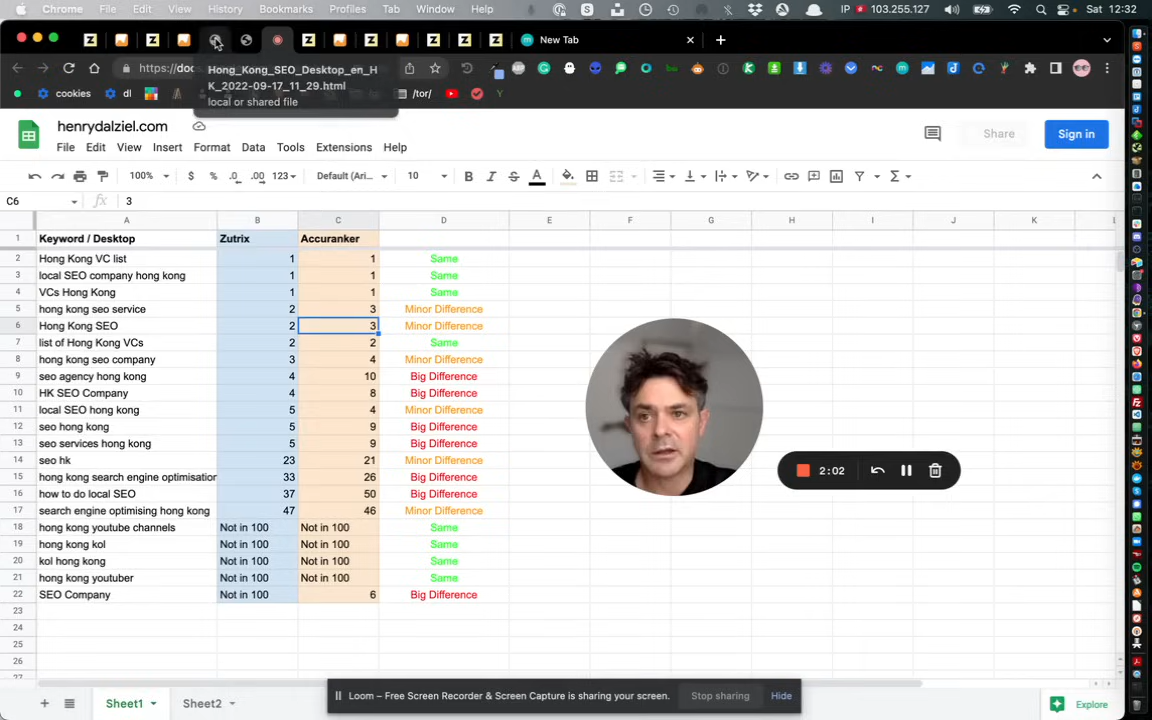 Chrome File Edit View History Bookmarks Profiles Tab Window Help IP 103.255.127 Sat 12:32
New Tab
https://doc
Hong_Kong_SEO_Desktop_en_H
K_2022-09-17_11_29.html
local or shared file
cookies dl /tor/
henrydalziel.com
Share Sign in
File Edit View Insert Format Data Tools Extensions Help
100% $ % .0 .00 123 Default (Ari... 10 B I S A
C6 fx 3
A B C D E F G H I J K L
1 Keyword / Desktop Zutrix Accuranker
2 Hong Kong VC list 1 1 Same
3 local SEO company hong kong 1 1 Same
4 VCs Hong Kong 1 1 Same
5 hong kong seo service 2 3 Minor Difference
6 Hong Kong SEO 2 3 Minor Difference
7 list of Hong Kong VCs 2 2 Same
8 hong kong seo company 3 4 Minor Difference
9 seo agency hong kong 4 10 Big Difference
10 HK SEO Company 4 8 Big Difference
11 local SEO hong kong 5 4 Minor Difference
12 seo hong kong 5 9 Big Difference
13 seo services hong kong 5 9 Big Difference
14 seo hk 23 21 Minor Difference
15 hong kong search engine optimisation 33 26 Big Difference
16 how to do local SEO 37 50 Big Difference
17 search engine optimising hong kong 47 46 Minor Difference
18 hong kong youtube channels Not in 100 Not in 100 Same
19 hong kong kol Not in 100 Not in 100 Same
20 kol hong kong Not in 100 Not in 100 Same
21 hong kong youtuber Not in 100 Not in 100 Same
22 SEO Company Not in 100 6 Big Difference
23
24
25
26
27
2:02
Loom – Free Screen Recorder & Screen Capture is sharing your screen. Stop sharing Hide
Sheet1 Sheet2 Explore